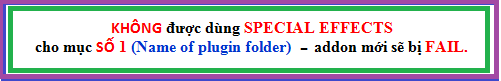 KHÔNG được dùng SPECIAL EFFECTS
cho mục SỐ 1 (Name of plugin folder) – addon mới sẽ bị FAIL.